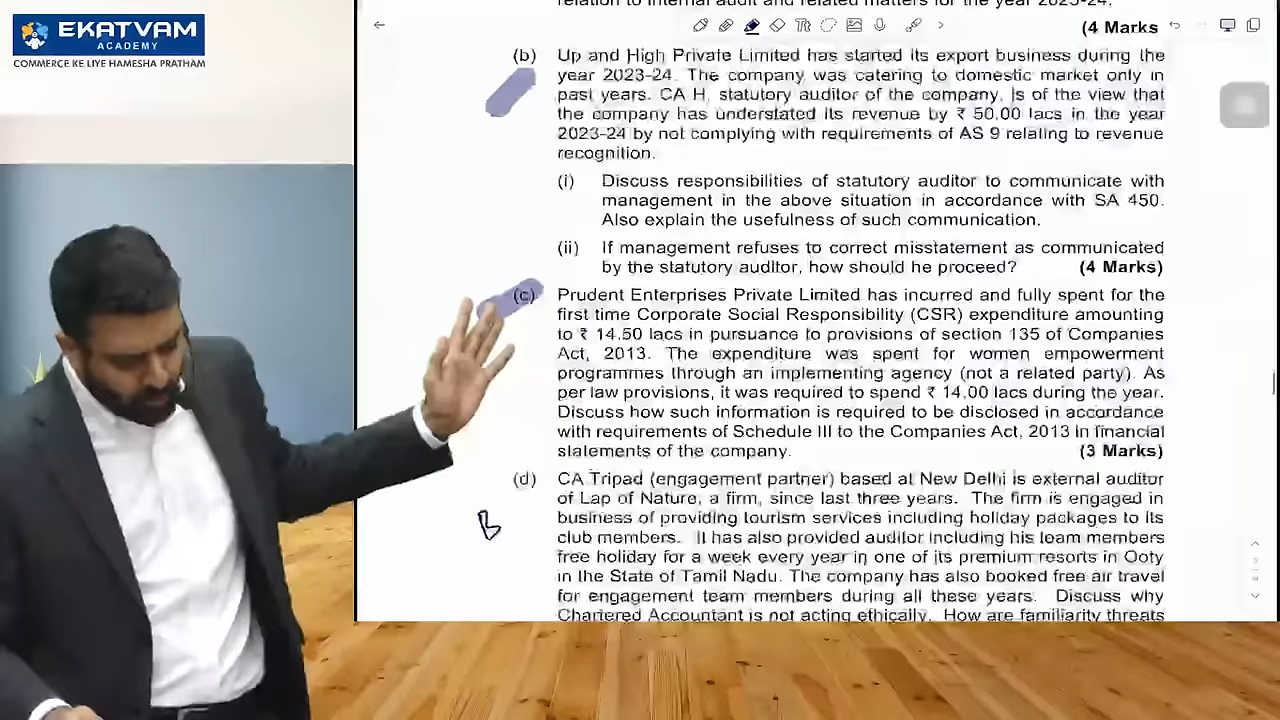 EKATVAM
ACADEMY
COMMERCE KE LIYE HAMESHA PRATHAM
relation to internal audit and related matters for the year 2023-24.
(4 Marks
(b) Up and High Private Limited has started its export business during the
year 2023-24. The company was catering to domestic market only in
past years. CA H, statutory auditor of the company, is of the view that
the company has understated its revenue by ₹ 50.00 lacs in the year
2023-24 by not complying with requirements of AS 9 relating to revenue
recognition.
(i) Discuss responsibilities of statutory auditor to communicate with
management in the above situation in accordance with SA 450.
Also explain the usefulness of such communication.
(ii) If management refuses to correct misstatement as communicated
by the statutory auditor, how should he proceed? (4 Marks)
(c) Prudent Enterprises Private Limited has incurred and fully spent for the
first time Corporate Social Responsibility (CSR) expenditure amounting
to ₹ 14.50 lacs in pursuance to provisions of section 135 of Companies
Act, 2013. The expenditure was spent for women empowerment
programmes through an implementing agency (not a related party). As
per law provisions, it was required to spend ₹ 14.00 lacs during the year.
Discuss how such information is required to be disclosed in accordance
with requirements of Schedule III to the Companies Act, 2013 in financial
statements of the company. (3 Marks)
(d) CA Tripad (engagement partner) based at New Delhi is external auditor
of Lap of Nature, a firm, since last three years. The firm is engaged in
B business of providing tourism services including holiday packages to its
club members. It has also provided auditor including his team members
free holiday for a week every year in one of its premium resorts in Ooty
in the State of Tamil Nadu. The company has also booked free air travel
for engagement team members during all these years. Discuss why
Chartered Accountant is not acting ethically. How are familiarity threats